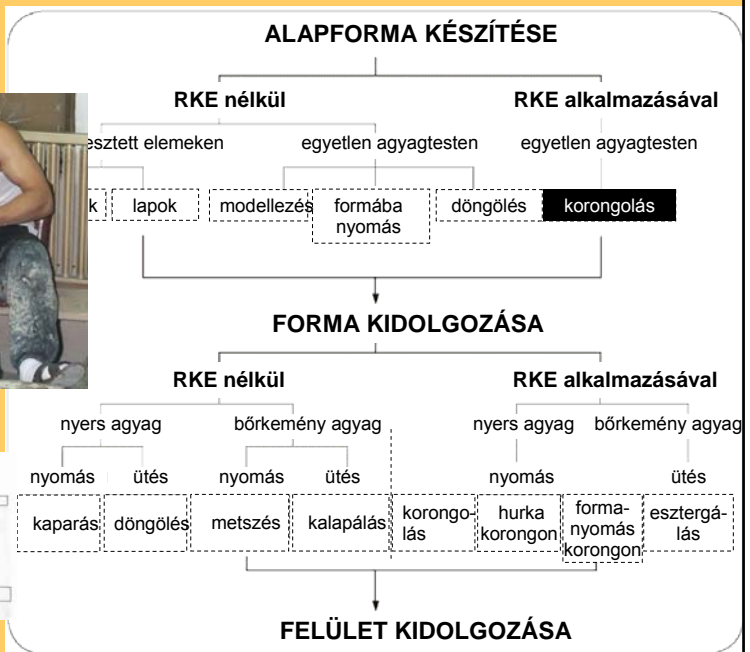 ALAPFORMA KÉSZÍTÉSE
RKE nélkül RKE alkalmazásával
elemeken egyetlen agyagtesten egyetlen agyagtesten
lapok modellezés formába döngölés korongolás
nyomás
FORMA KIDOLGOZÁSA
RKE nélkül RKE alkalmazásával
nyers agyag bőrkemény agyag nyers agyag bőrkemény agyag
nyomás ütés nyomás ütés nyomás ütés
kaparás döngölés metszés kalapálás korongo-
lás
hurka
korongon
forma-
nyomás
korongon
esztergá-
lás
FELÜLET KIDOLGOZÁSA